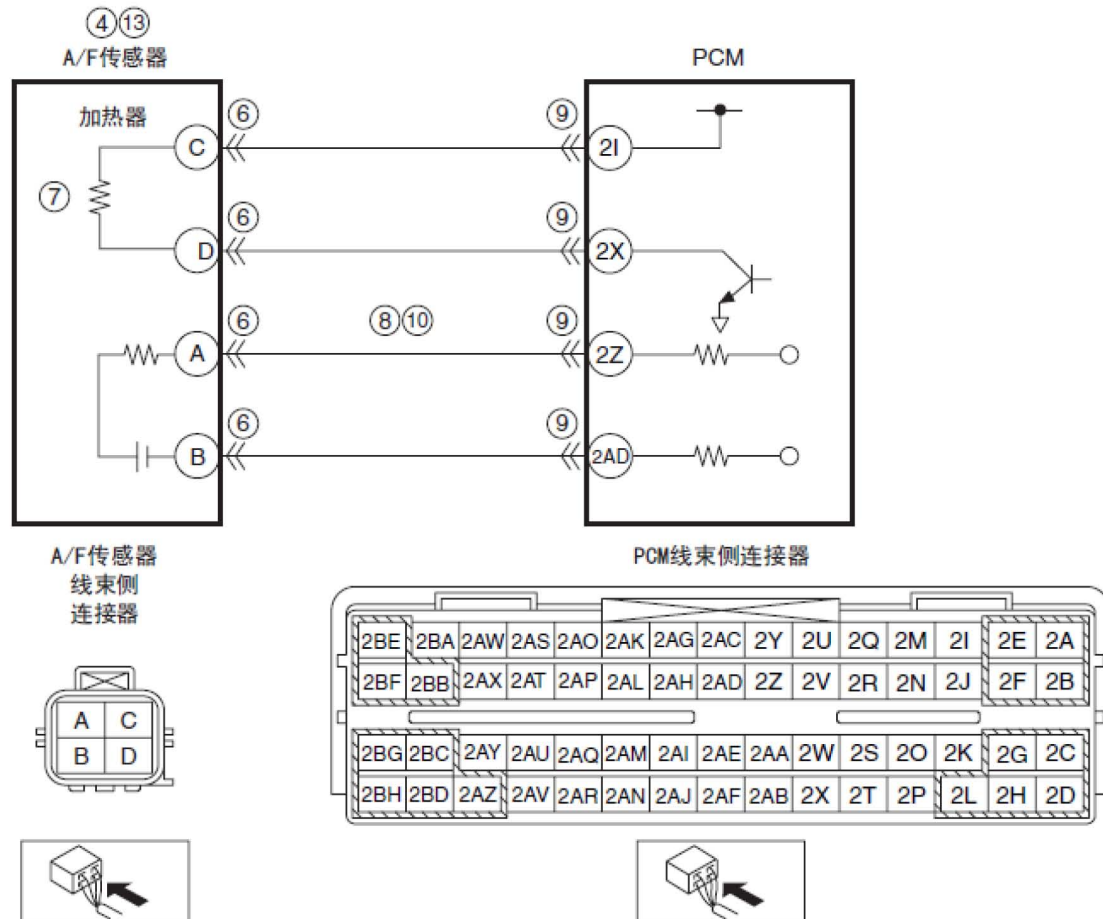 ④⑬
A/F传感器
PCM
加热器
⑥
⑨
C
2I
⑦
⑥
⑨
D
2X
⑥
⑧⑩
⑨
A
2Z
⑥
⑨
B
2AD
A/F传感器
线束侧
连接器
PCM线束侧连接器
2BE 2BA 2AW 2AS 2AO 2AK 2AG 2AC 2Y 2U 2Q 2M 2I 2E 2A
2BF 2BB 2AX 2AT 2AP 2AL 2AH 2AD 2Z 2V 2R 2N 2J 2F 2B
A C
B D
2BG 2BC 2AY 2AU 2AQ 2AM 2AI 2AE 2AA 2W 2S 2O 2K 2G 2C
2BH 2BD 2AZ 2AV 2AR 2AN 2AJ 2AF 2AB 2X 2T 2P 2L 2H 2D